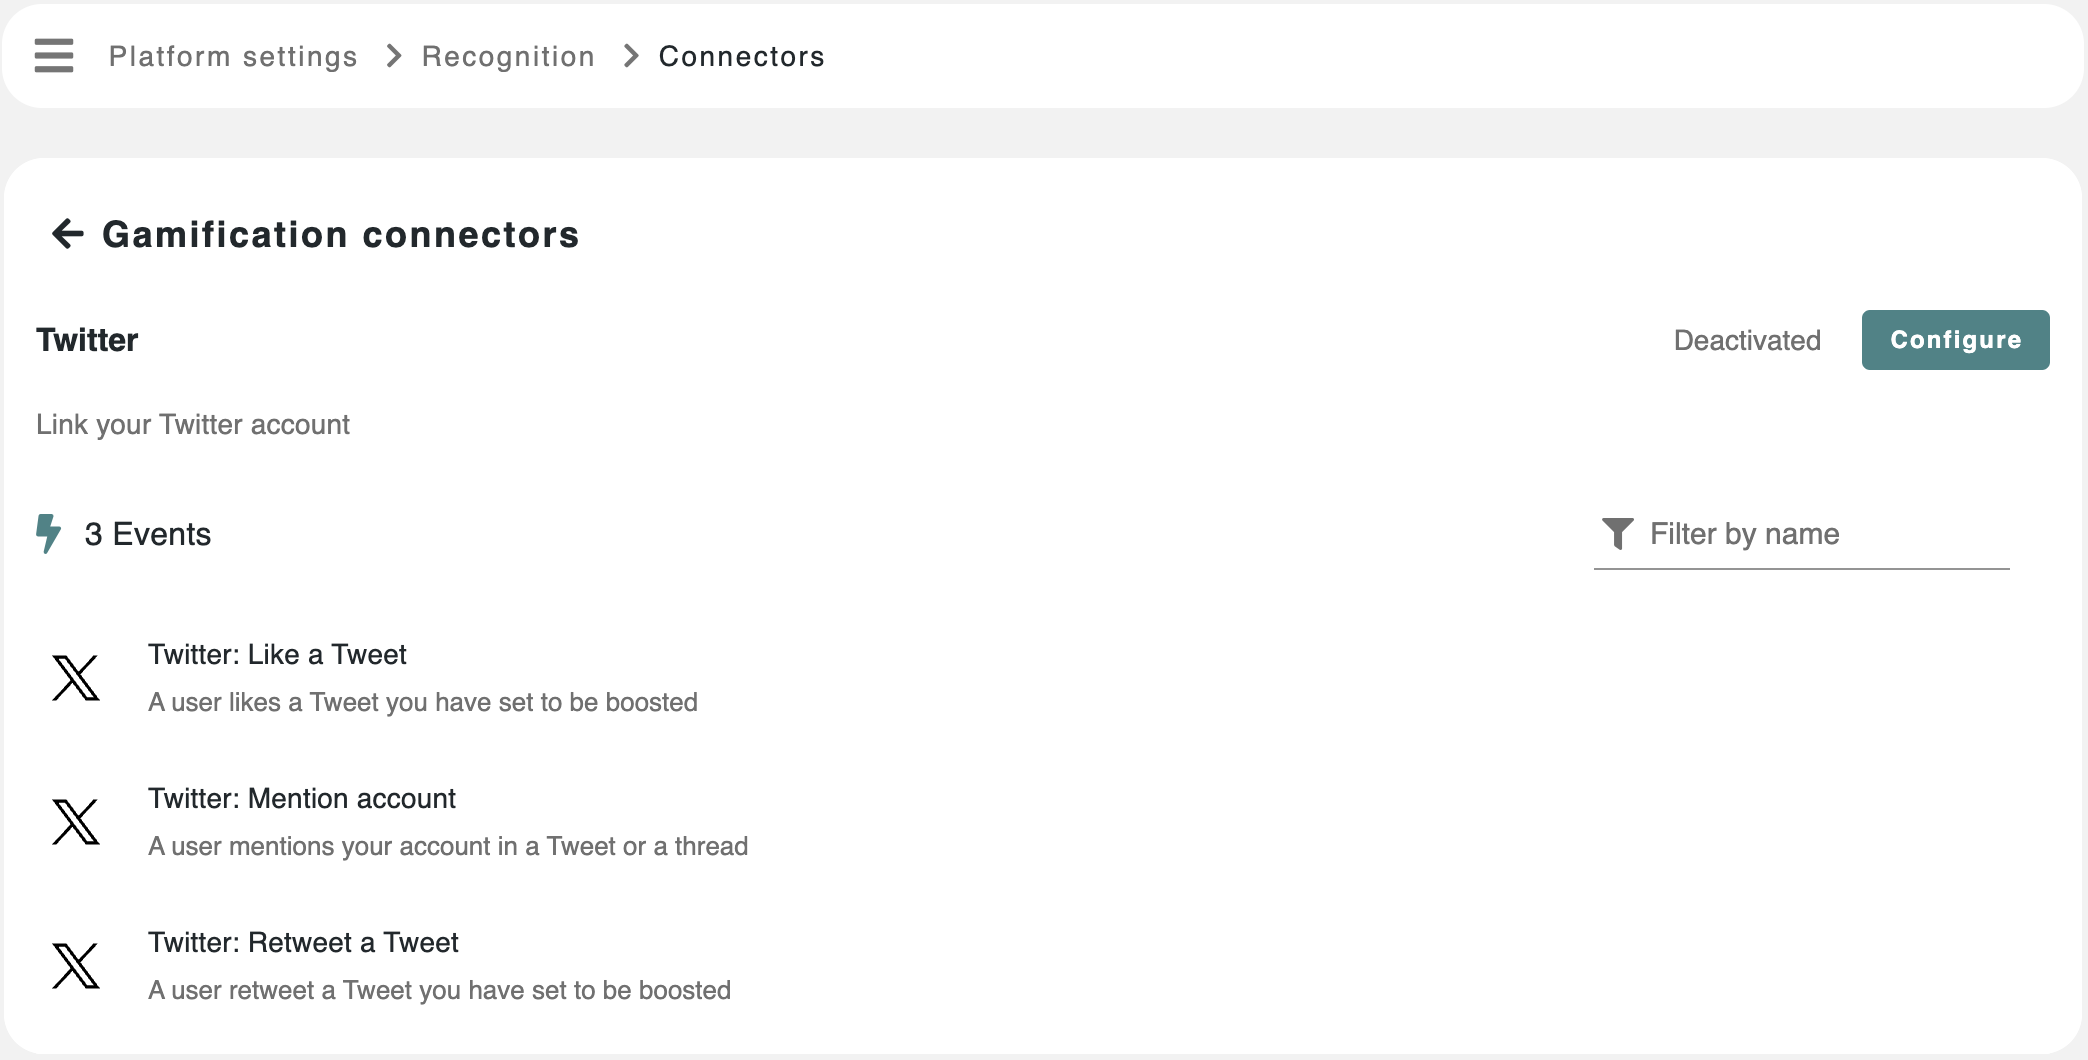 Platform settings > Recognition > Connectors
Gamification connectors
Twitter
Deactivated
Configure
Link your Twitter account
3 Events
Filter by name
Twitter: Like a Tweet
A user likes a Tweet you have set to be boosted
Twitter: Mention account
A user mentions your account in a Tweet or a thread
Twitter: Retweet a Tweet
A user retweet a Tweet you have set to be boosted